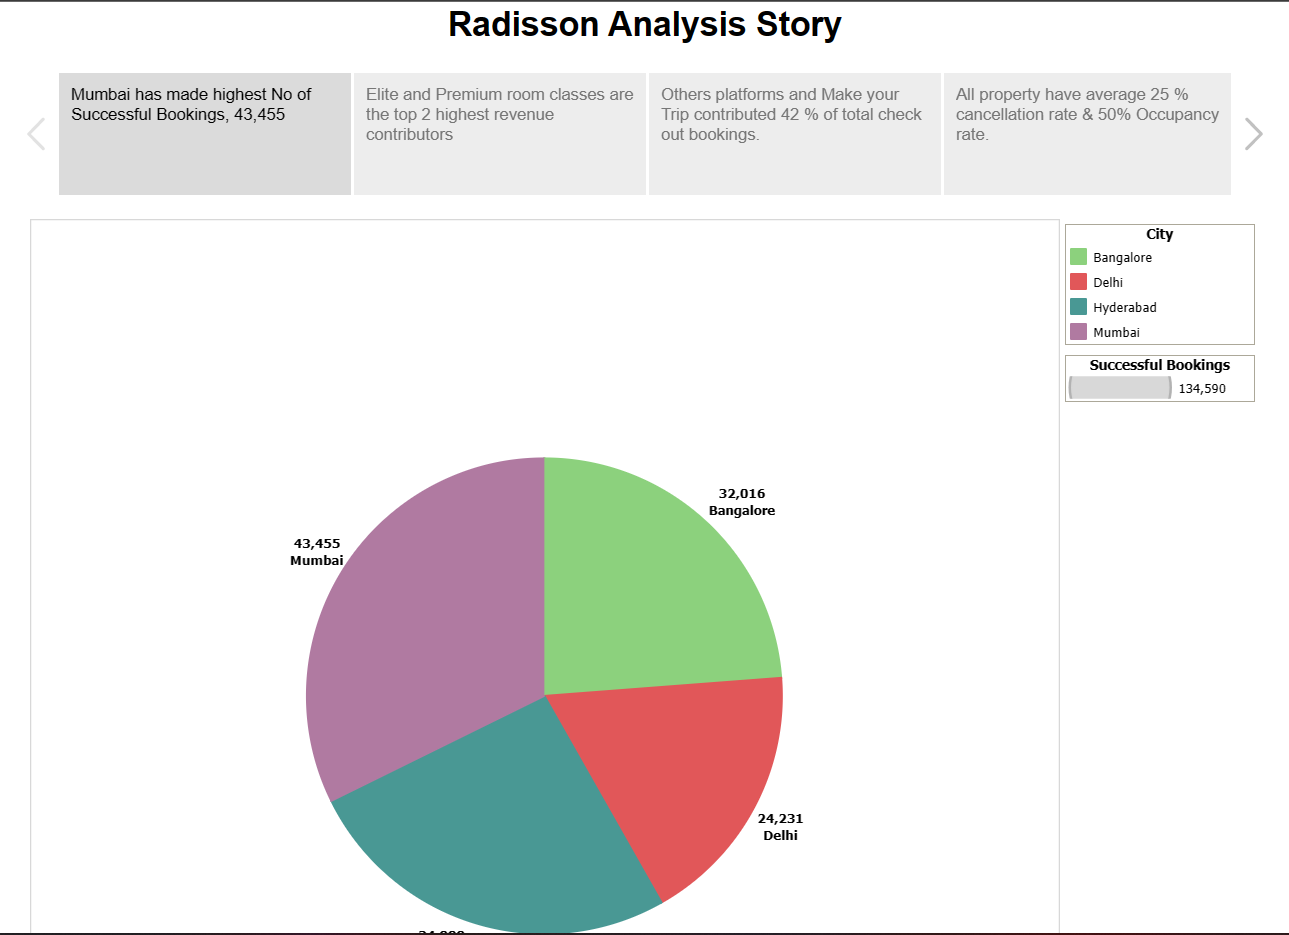 Radisson Analysis Story
Mumbai has made highest No of
Successful Bookings, 43,455
Elite and Premium room classes are
the top 2 highest revenue
contributors
Others platforms and Make your
Trip contributed 42 % of total check
out bookings.
All property have average 25 %
cancellation rate & 50% Occupancy
rate.
City
Bangalore
Delhi
Hyderabad
Mumbai
Successful Bookings
134,590
32,016
Bangalore
43,455
Mumbai
24,231
Delhi